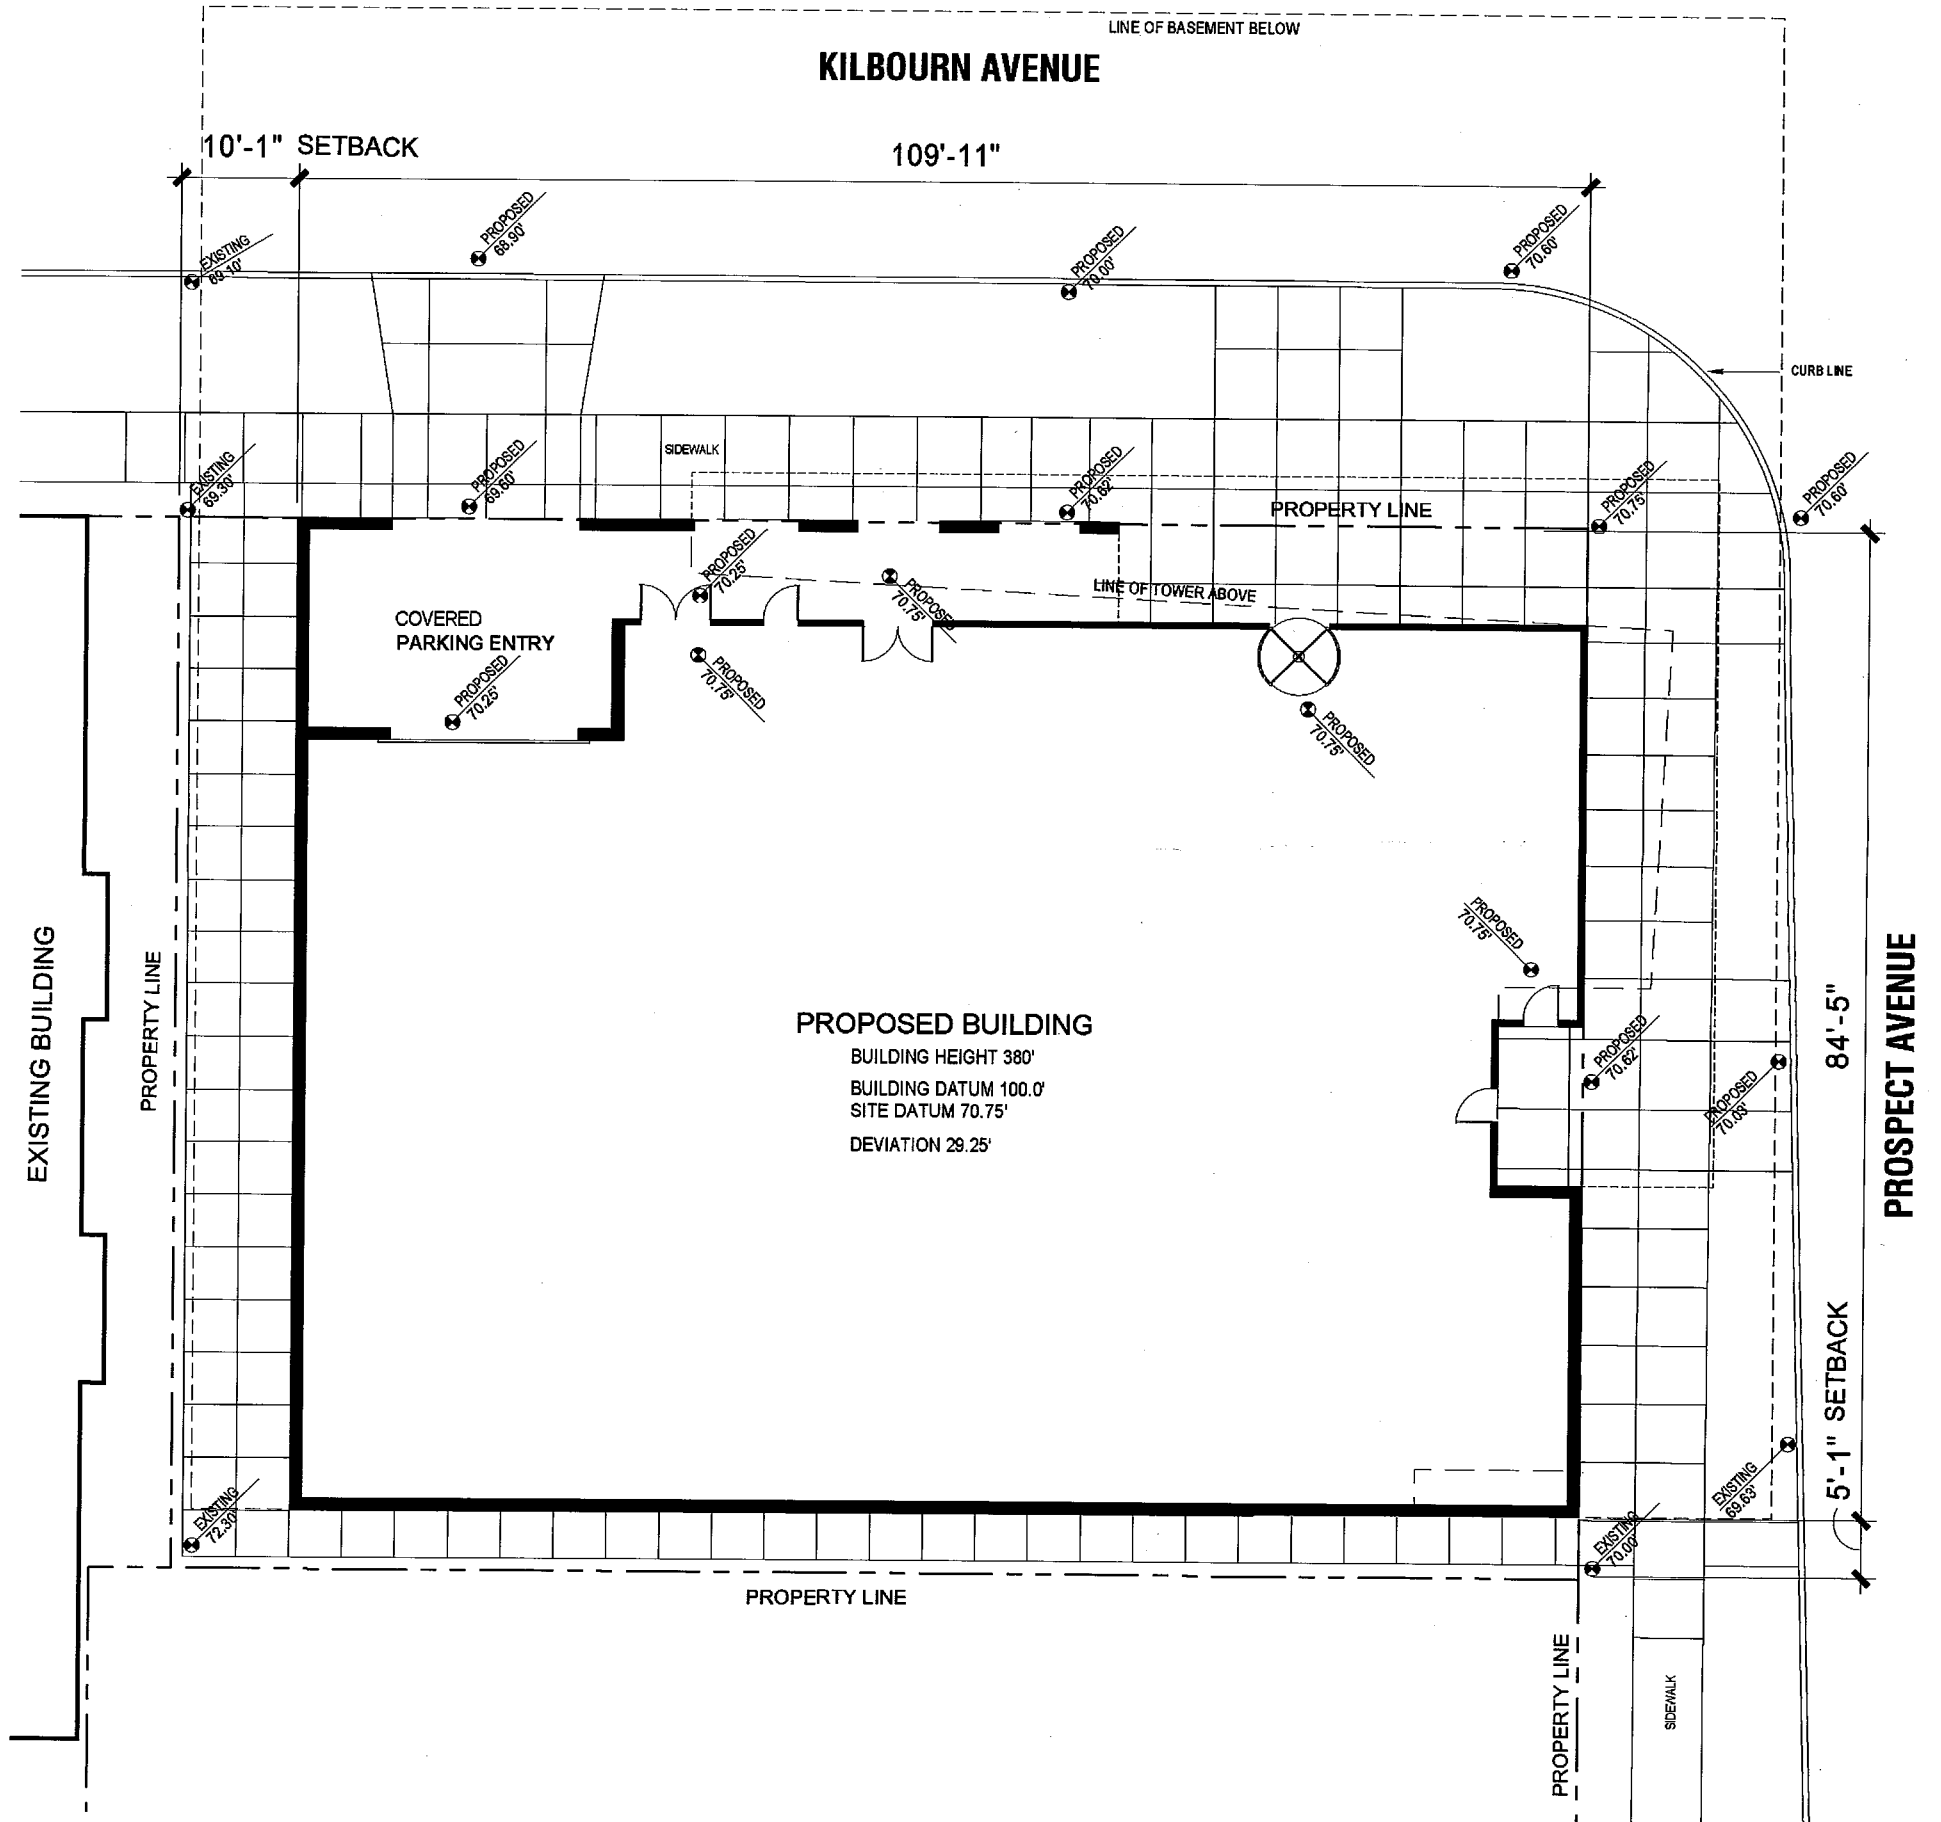 LINE OF BASEMENT BELOW
KILBOURN AVENUE
10'-1" SETBACK
109'-11"
PROPOSED
68.90'
EXISTING
69.10'
PROPOSED
70.00'
PROPOSED
70.60'
CURB LINE
SIDEWALK
EXISTING
69.30'
PROPOSED
69.60'
PROPOSED
70.62'
PROPERTY LINE
PROPOSED
70.75'
PROPOSED
70.60'
PROPOSED
70.25'
PROPOSED
70.75'
LINE OF TOWER ABOVE
COVERED
PARKING ENTRY
PROPOSED
70.25'
PROPOSED
70.75'
PROPOSED
70.75'
PROPOSED
70.75'
EXISTING BUILDING
PROPERTY LINE
PROPOSED BUILDING
BUILDING HEIGHT 380'
BUILDING DATUM 100.0'
SITE DATUM 70.75'
DEVIATION 29.25'
PROPOSED
70.62'
PROPOSED
70.03'
84'-5"
PROSPECT AVENUE
5'-1" SETBACK
EXISTING
69.63'
EXISTING
72.30'
EXISTING
70.00'
PROPERTY LINE
PROPERTY LINE
SIDEWALK